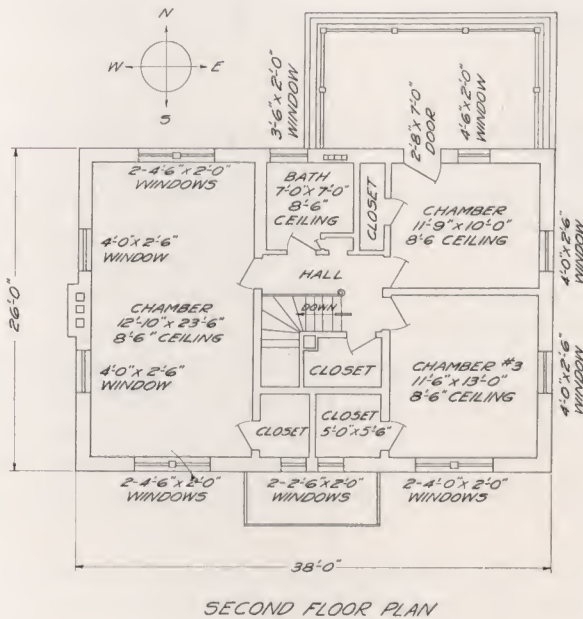 N
W
E
S
3'-6"x2'-0"
WINDOW
2'-8"x7'-0"
DOOR
4'-6"x2'-0"
WINDOW
2-4'-6"x2'-0"
WINDOWS
BATH
7'-0"x7'-0"
8'-6"
CEILING
CLOSET
CHAMBER
11'-9"x10'-0"
8'-6 CEILING
4'-0"x2'-6"
WINDOW
4'-0"x2'-6"
WINDOW
HALL
26'-0"
CHAMBER
12'-10"x23'-6"
8'-6" CEILING
DOWN
4'-0"x2'-6"
WINDOW
CLOSET
CHAMBER #3
11'-6"x13'-0"
8'-6" CEILING
4'-0"x2'-6"
WINDOW
CLOSET
CLOSET
5'-0"x5'-6"
2-4'-6"x2'-0"
WINDOWS
2-2'-6"x2'-0"
WINDOWS
2-4'-0"x2'-0"
WINDOWS
38'-0"
SECOND FLOOR PLAN